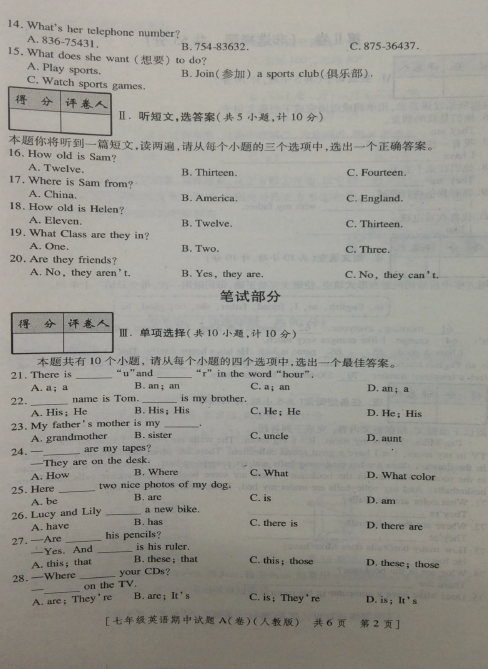 14. What's her telephone number?
A. 836-75431. B. 754-83632. C. 875-36437.
15. What does she want (想要) to do?
A. Play sports. B. Join(参加) a sports club(俱乐部).
C. Watch sports games.
得 分 评卷人
Ⅱ. 听短文,选答案(共 5 小题,计 10 分)
本题你将听到一篇短文,读两遍,请从每个小题的三个选项中,选出一个正确答案。
16. How old is Sam?
A. Twelve. B. Thirteen. C. Fourteen.
17. Where is Sam from?
A. China. B. America. C. England.
18. How old is Helen?
A. Eleven. B. Twelve. C. Thirteen.
19. What Class are they in?
A. One. B. Two. C. Three.
20. Are they friends?
A. No, they aren't. B. Yes, they are. C. No, they can't.
笔试部分
得 分 评卷人
Ⅲ. 单项选择(共 10 小题,计 10 分)
本题共有 10 个小题, 请从每个小题的四个选项中,选出一个最佳答案。
21. There is ______ "u"and ______ "r" in the word "hour".
A. a; a B. an; an C. a; an D. an; a
22. ______ name is Tom. ______ is my brother.
A. His; He B. His; His C. He; He D. He; His
23. My father's mother is my ______.
A. grandmother B. sister C. uncle D. aunt
24. —______ are my tapes?
—They are on the desk.
A. How B. Where C. What D. What color
25. Here ______ two nice photos of my dog.
A. be B. are C. is D. am
26. Lucy and Lily ______ a new bike.
A. have B. has C. there is D. there are
27. —Are ______ his pencils?
—Yes. And ______ is his ruler.
A. this; that B. these; that C. this; those D. these; those
28. —Where ______ your CDs?
—______ on the TV.
A. are; They're B. are; It's C. is; They're D. is; It's
[七年级英语期中试题 A(卷)(人教版) 共 6 页 第 2 页]